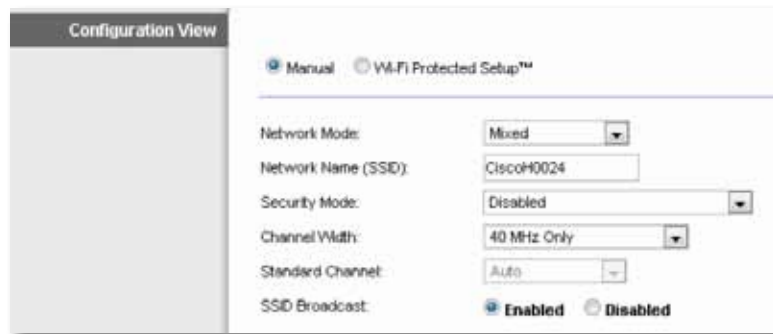 Configuration View
Manual Wi-Fi Protected Setup™
Network Mode: Mixed
Network Name (SSID): CiscoH0024
Security Mode: Disabled
Channel Width: 40 MHz Only
Standard Channel: Auto
SSID Broadcast: Enabled Disabled